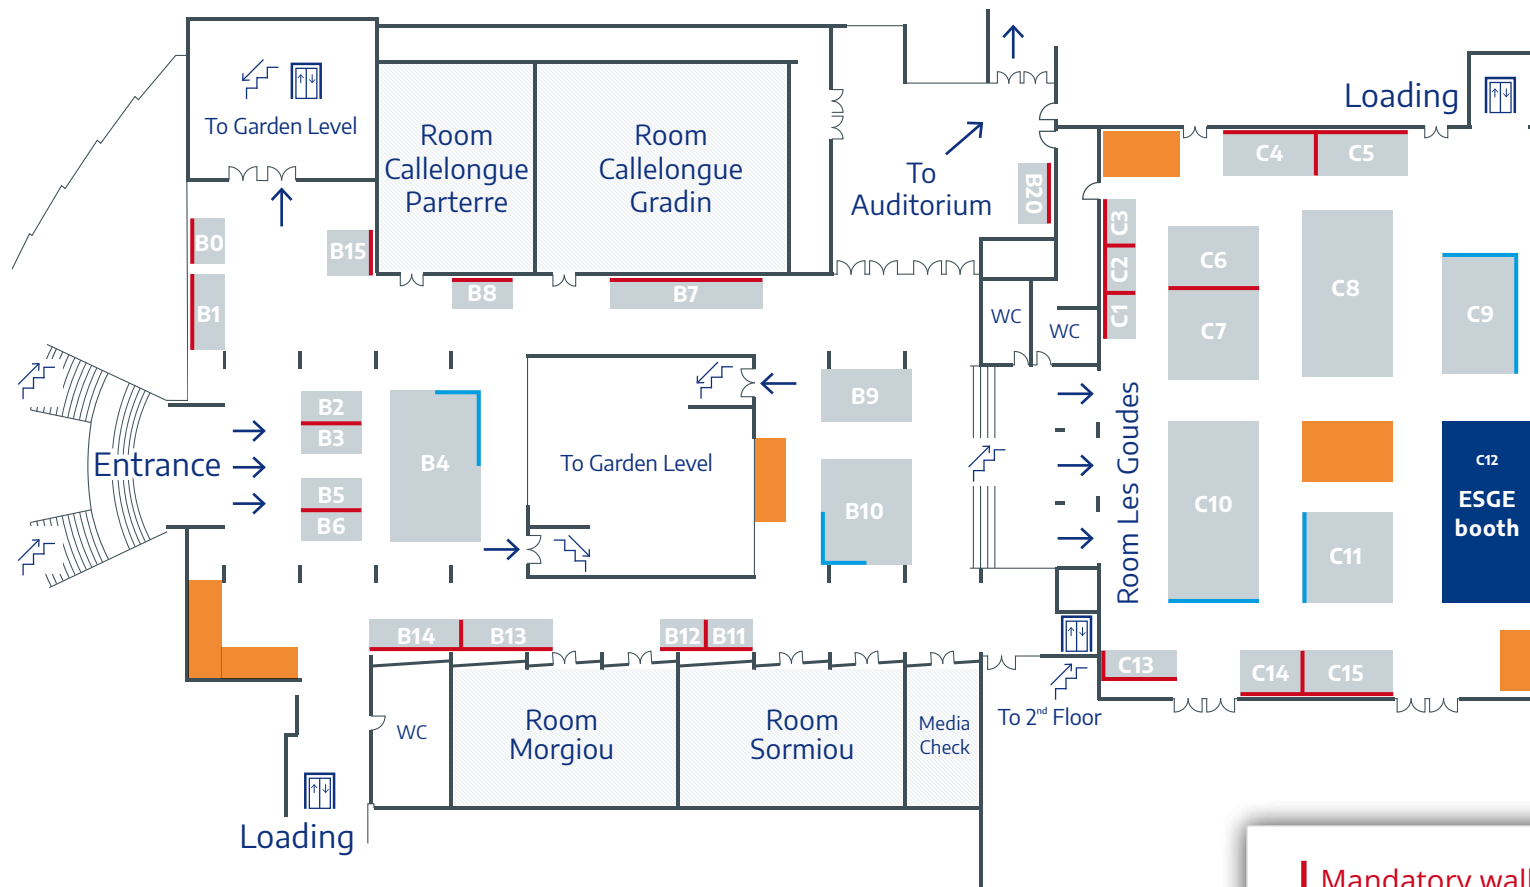 Loading
To Garden Level
Room
Callelongue
Parterre
Room
Callelongue
Gradin
To
Auditorium
B20
C4
C5
B0
B15
B1
B8
B7
C3
C2
C1
C6
C7
C8
C9
WC
WC
B2
B3
B4
B5
B6
Entrance
To Garden Level
B9
B10
Room Les Goudes
C10
C11
C12
ESGE
booth
B14
B13
B12
B11
C13
C14
C15
WC
Room
Morgiou
Room
Sormiou
Media
Check
To 2nd Floor
Loading
Mandatory wall